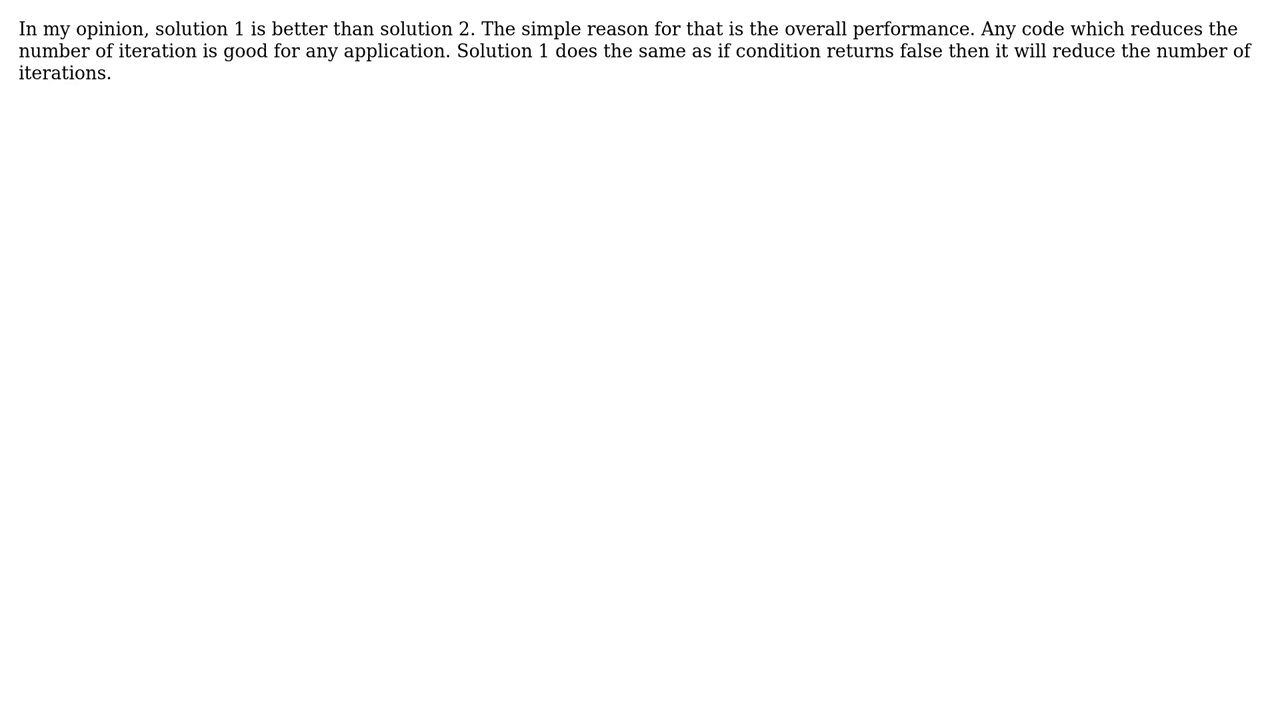 In my opinion, solution 1 is better than solution 2. The simple reason for that is the overall performance. Any code which reduces the
number of iteration is good for any application. Solution 1 does the same as if condition returns false then it will reduce the number of
iterations.